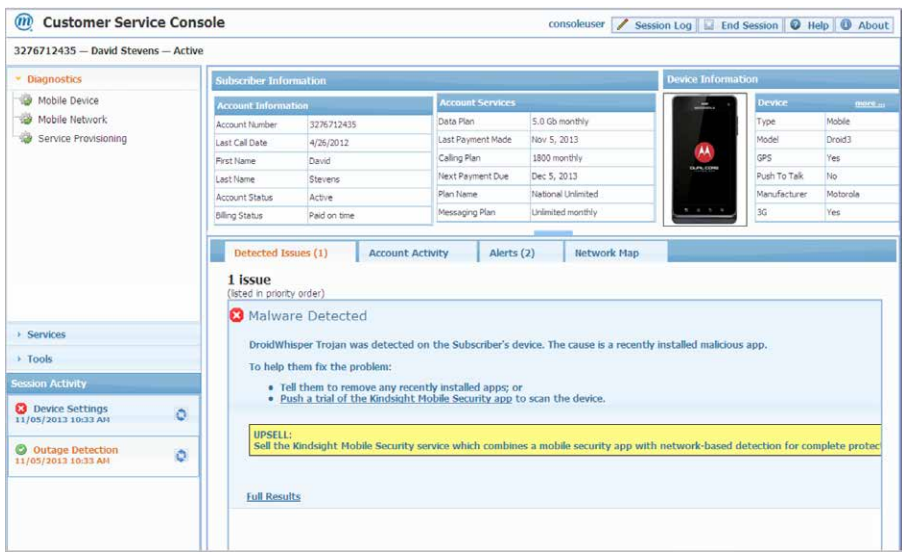 Customer Service Console
consoleuser Session Log End Session Help About
3276712435 — David Stevens — Active
Diagnostics
Mobile Device
Mobile Network
Service Provisioning
Services
Tools
Session Activity
Device Settings
11/05/2013 10:33 AM
Outage Detection
11/05/2013 10:33 AM
Subscriber Information
Account Information
Account Number 3276712435
Last Call Date 4/26/2012
First Name David
Last Name Stevens
Account Status Active
Billing Status Paid on time
Account Services
Data Plan 5.0 Gb monthly
Last Payment Made Nov 5, 2013
Calling Plan 1800 monthly
Next Payment Due Dec 5, 2013
Plan Name National Unlimited
Messaging Plan Unlimited monthly
Device Information
DUAL CORE
Device more...
Type Mobile
Model Droid3
GPS Yes
Push To Talk No
Manufacturer Motorola
3G Yes
Detected Issues (1) Account Activity Alerts (2) Network Map
1 issue
(listed in priority order)
Malware Detected
DroidWhisper Trojan was detected on the Subscriber's device. The cause is a recently installed malicious app.
To help them fix the problem:
• Tell them to remove any recently installed apps; or
• Push a trial of the Kindsight Mobile Security app to scan the device.
UPSELL:
Sell the Kindsight Mobile Security service which combines a mobile security app with network-based detection for complete protec
Full Results